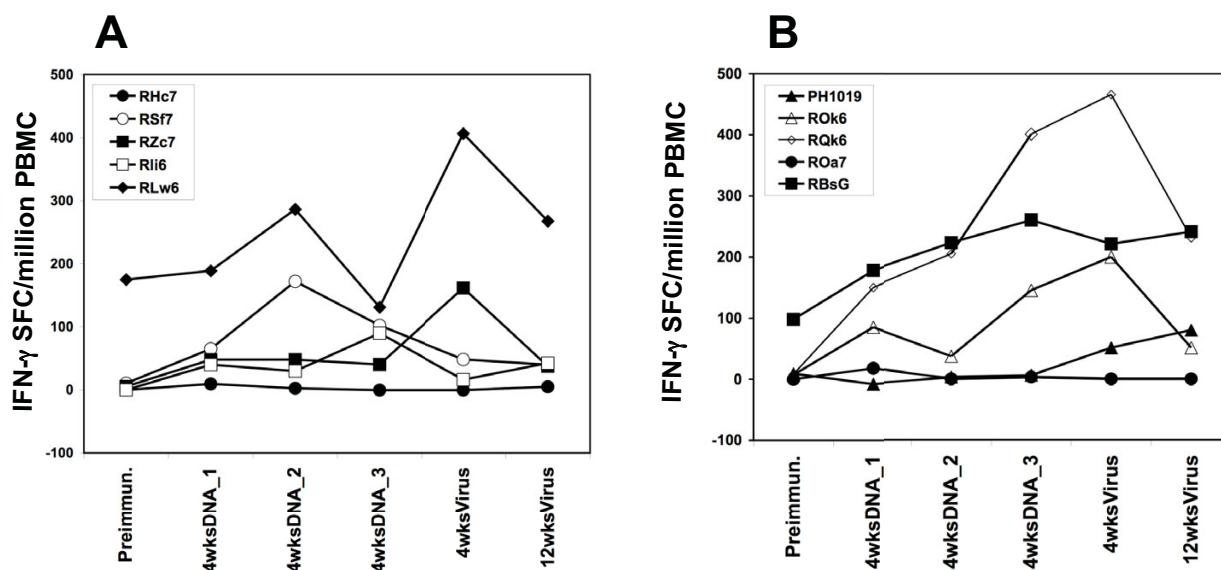 A
IFN-γ SFC/million PBMC
500
400
300
200
100
0
-100
RHc7
RSf7
RZc7
RIi6
RLw6
Preimmun.
4wksDNA_1
4wksDNA_2
4wksDNA_3
4wksVirus
12wksVirus
B
IFN-γ SFC/million PBMC
500
400
300
200
100
0
-100
PH1019
ROk6
RQk6
ROa7
RBsG
Preimmun.
4wksDNA_1
4wksDNA_2
4wksDNA_3
4wksVirus
12wksVirus